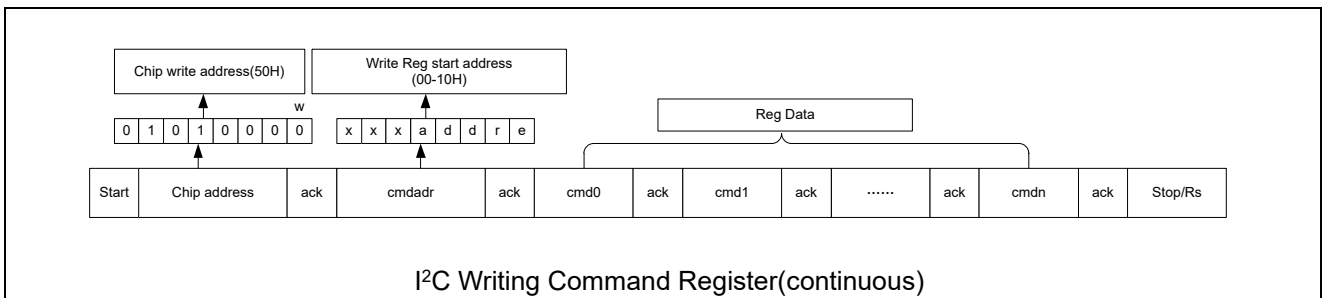 Chip write address(50H)
Write Reg start address
(00-10H)
w
Reg Data
0 1 0 1 0 0 0 0
x x x a d d r e
Start Chip address ack cmdadr ack cmd0 ack cmd1 ack ······ ack cmdn ack Stop/Rs
I²C Writing Command Register(continuous)